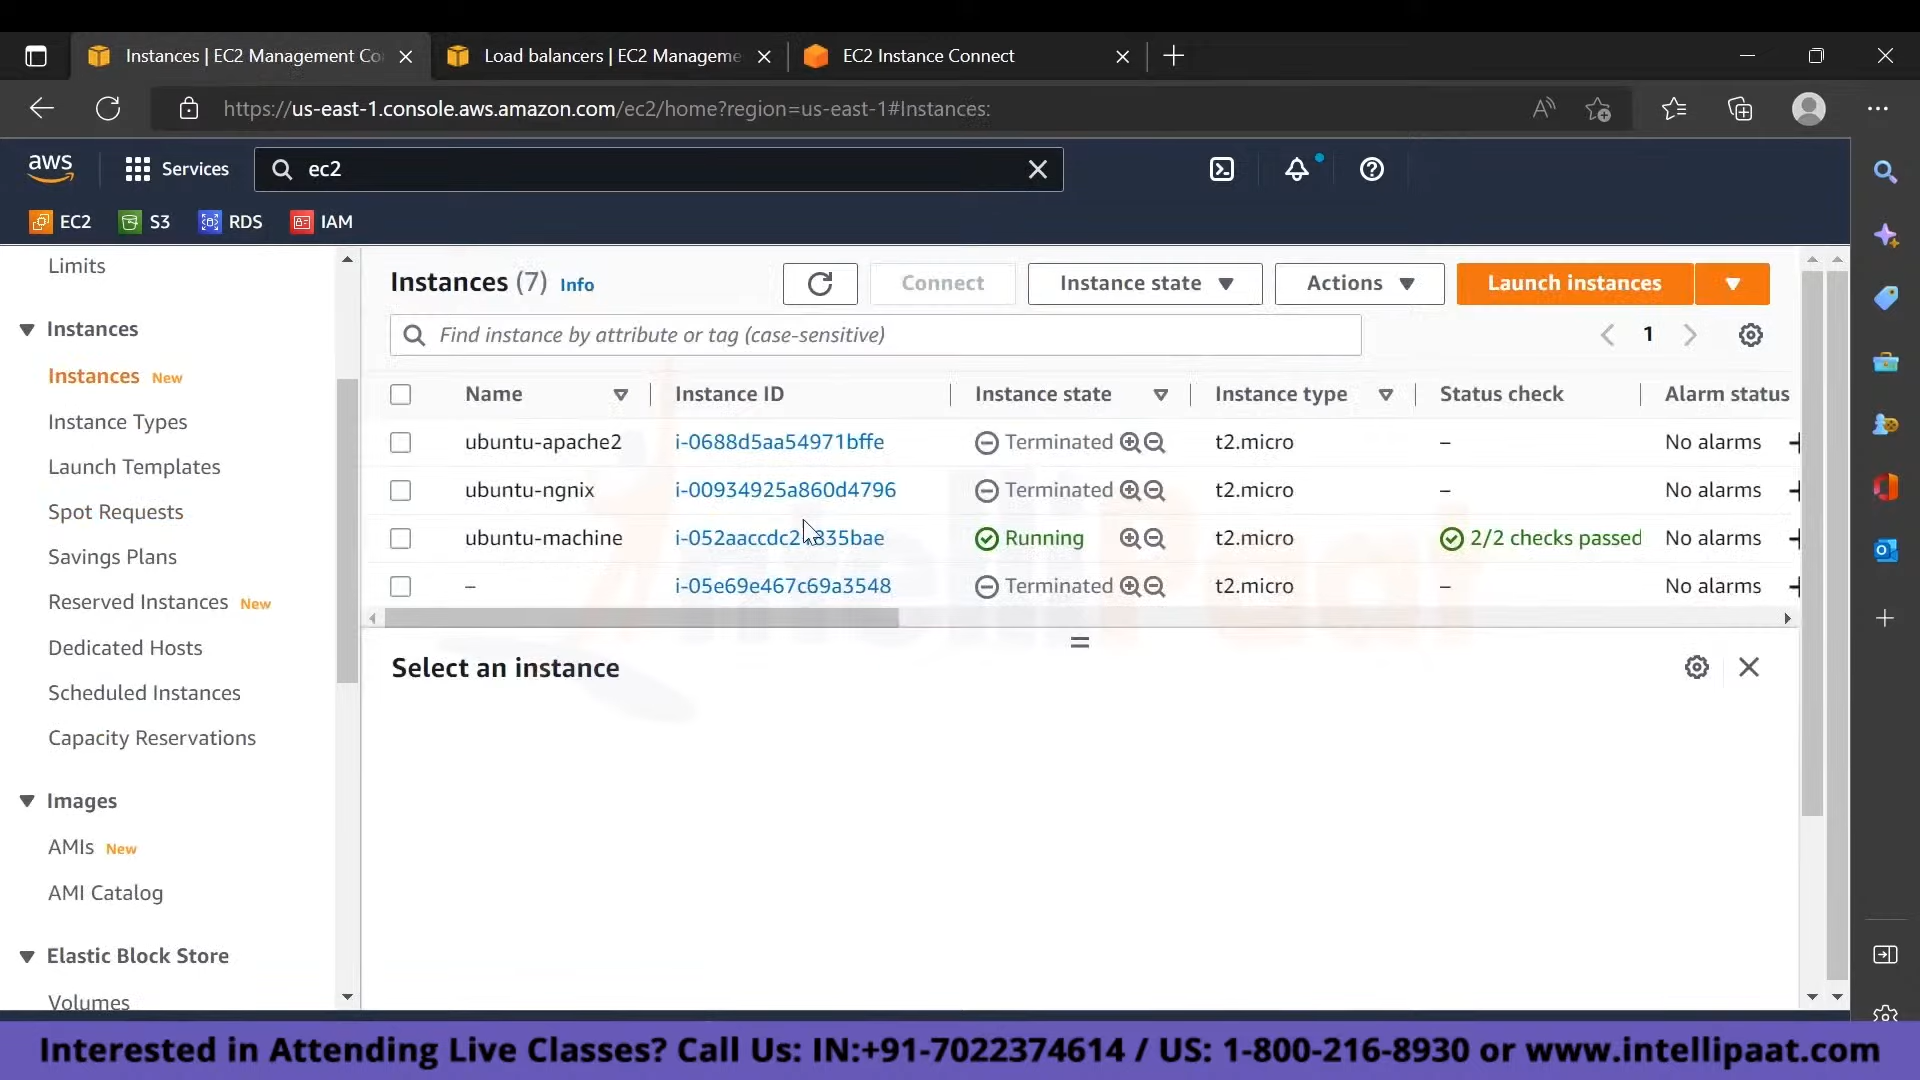 Instances | EC2 Management Co
Load balancers | EC2 Manageme
EC2 Instance Connect
https://us-east-1.console.aws.amazon.com/ec2/home?region=us-east-1#Instances:
aws
Services
ec2
EC2
S3
RDS
IAM
Limits
Instances
Instances New
Instance Types
Launch Templates
Spot Requests
Savings Plans
Reserved Instances New
Dedicated Hosts
Scheduled Instances
Capacity Reservations
Images
AMIs New
AMI Catalog
Elastic Block Store
Volumes
Instances (7) Info
Connect
Instance state
Actions
Launch instances
Find instance by attribute or tag (case-sensitive)
1
Name Instance ID Instance state Instance type Status check Alarm status
ubuntu-apache2 i-0688d5aa54971bffe Terminated t2.micro – No alarms
ubuntu-ngnix i-00934925a860d4796 Terminated t2.micro – No alarms
ubuntu-machine Running t2.micro 2/2 checks passed No alarms
– i-05e69e467c69a3548 Terminated t2.micro – No alarms
Select an instance
Interested in Attending Live Classes? Call Us: IN:+91-7022374614 / US: 1-800-216-8930 or www.intellipaat.com